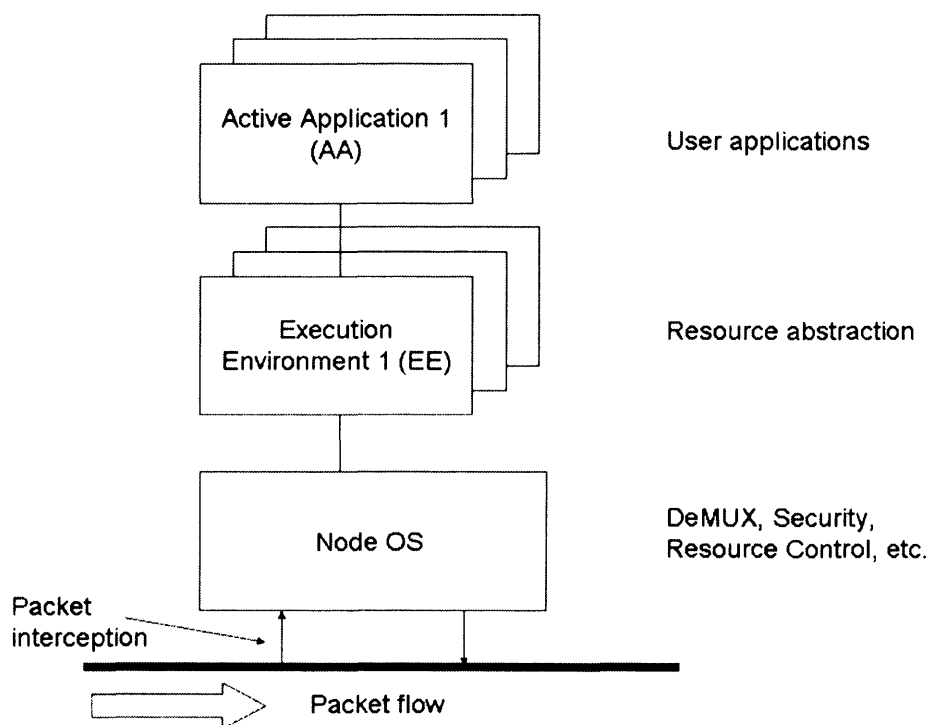 Active Application 1
(AA)
User applications
Execution
Environment 1 (EE)
Resource abstraction
Node OS
DeMUX, Security,
Resource Control, etc.
Packet
interception
Packet flow